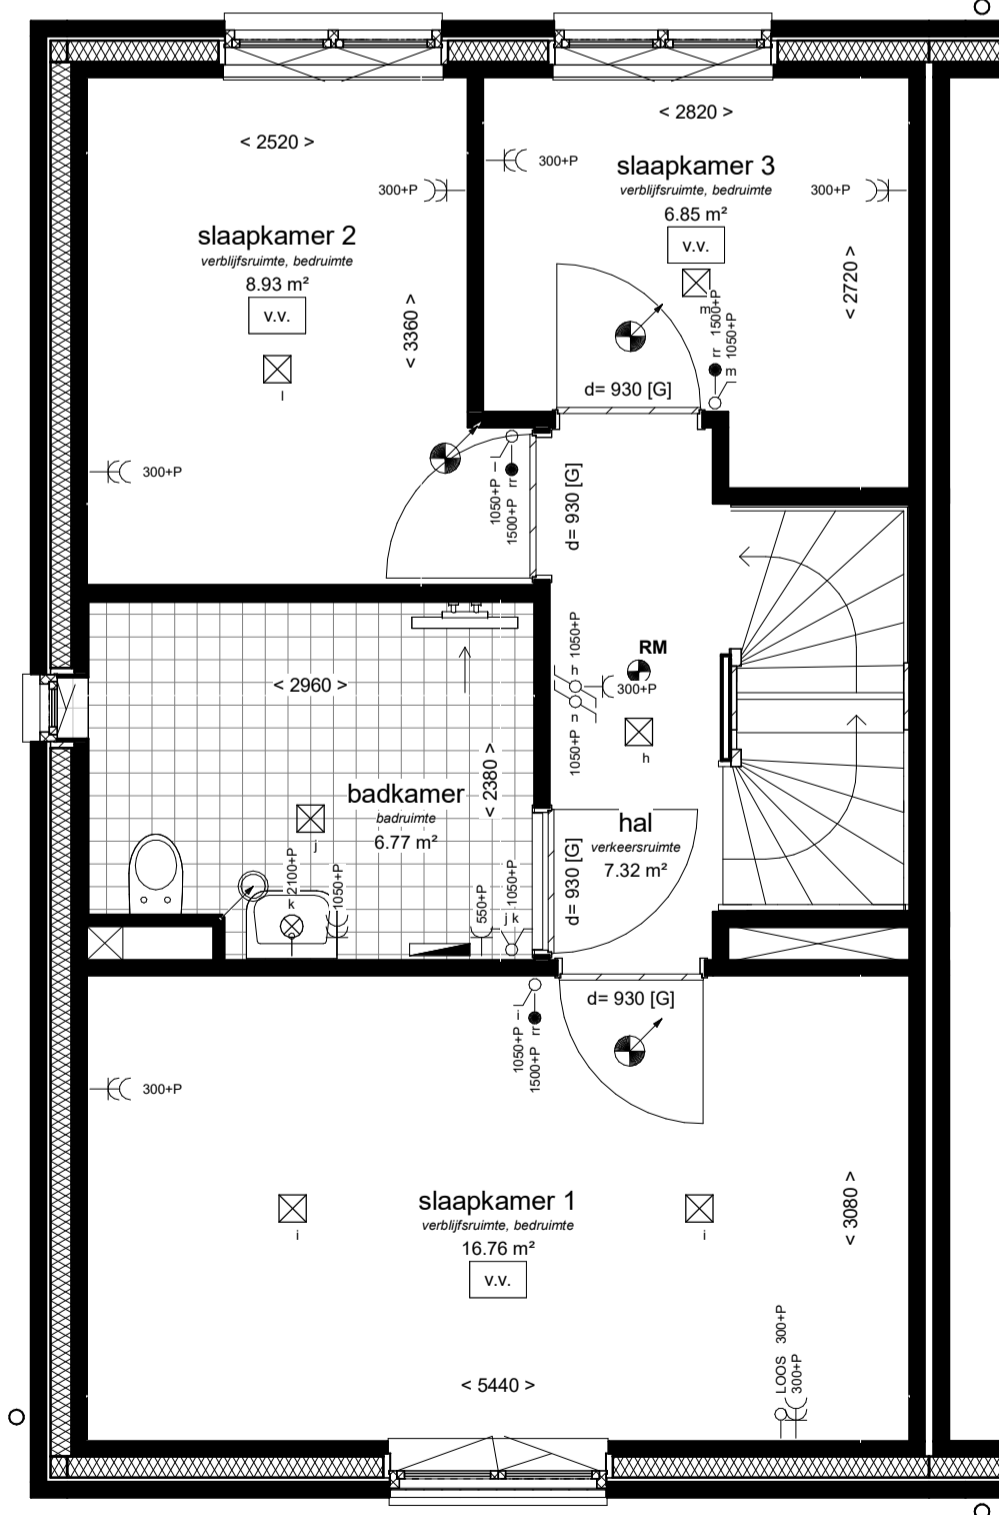 < 2520 >
< 2820 >
300+P
slaapkamer 3
verblijfsruimte, bedruimte
6.85 m²
v.v.
300+P
300+P
slaapkamer 2
verblijfsruimte, bedruimte
8.93 m²
v.v.
< 3360 >
< 2720 >
m
rr 1500+P
m 1050+P
l
d= 930 [G]
300+P
1050+P l
1500+P rr
d= 930 [G]
h 1050+P
RM
300+P
n
1050+P
h
< 2960 >
< 2380 >
badkamer
badruimte
6.77 m²
j
hal
verkeersruimte
7.32 m²
d= 930 [G]
k 2100+P
1050+P
550+P
j k 1050+P
d= 930 [G]
1050+P i
1500+P rr
300+P
slaapkamer 1
verblijfsruimte, bedruimte
16.76 m²
v.v.
i
i
< 3080 >
< 5440 >
LOOS 300+P
300+P